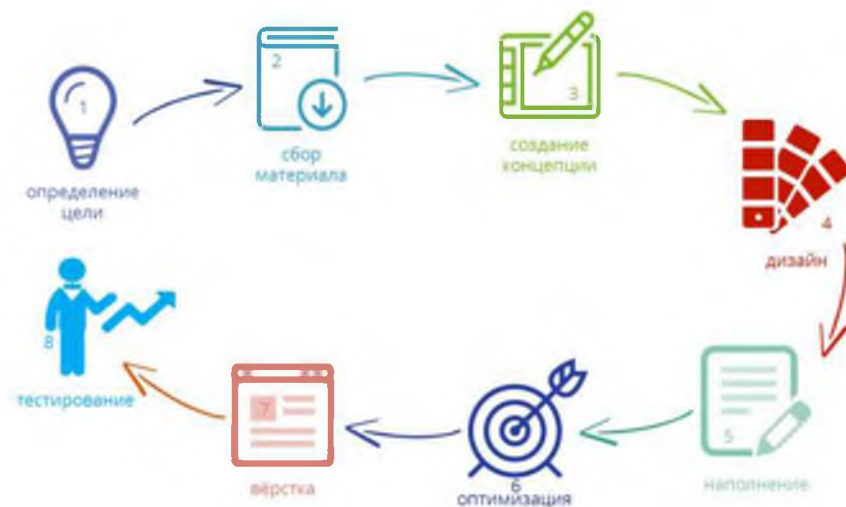 1
определение
цели
2
сбор
материала
3
создание
концепции
4
дизайн
5
наполнение
6
оптимизация
7
вёрстка
8
тестирование